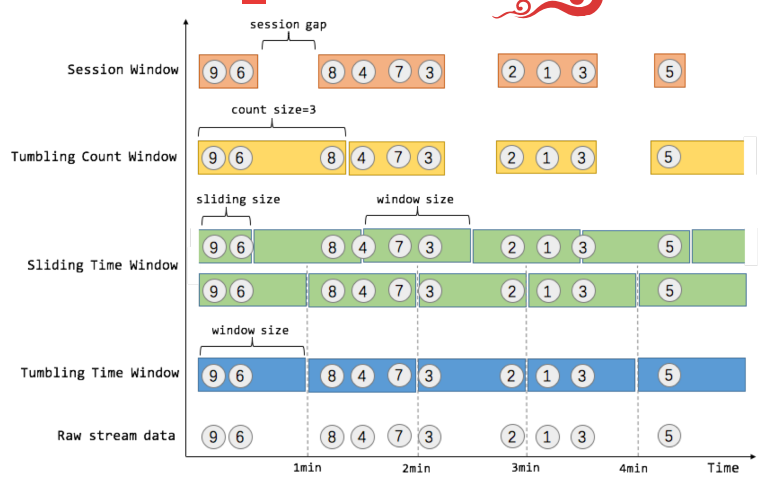 session gap
Session Window 9 6 8 4 7 3 2 1 3 5
count size=3
Tumbling Count Window 9 6 8 4 7 3 2 1 3 5
sliding size window size
9 6 8 4 7 3 2 1 3 5
Sliding Time Window
9 6 8 4 7 3 2 1 3 5
window size
Tumbling Time Window 9 6 8 4 7 3 2 1 3 5
Raw stream data 9 6 8 4 7 3 2 1 3 5
1min 2min 3min 4min Time